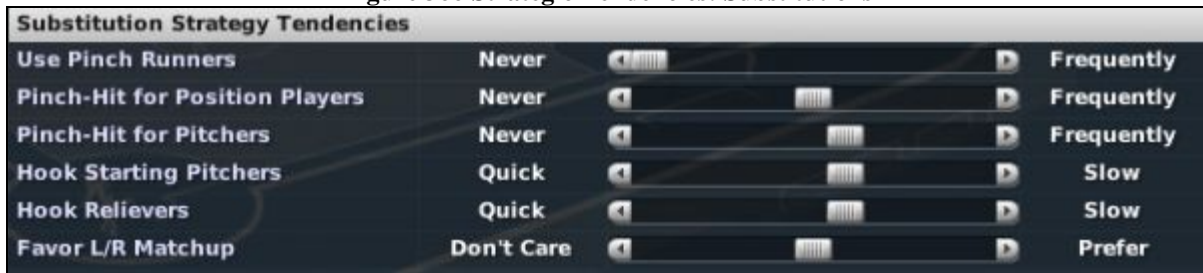 Substitution Strategy Tendencies
Use Pinch Runners Never Frequently
Pinch-Hit for Position Players Never Frequently
Pinch-Hit for Pitchers Never Frequently
Hook Starting Pitchers Quick Slow
Hook Relievers Quick Slow
Favor L/R Matchup Don't Care Prefer